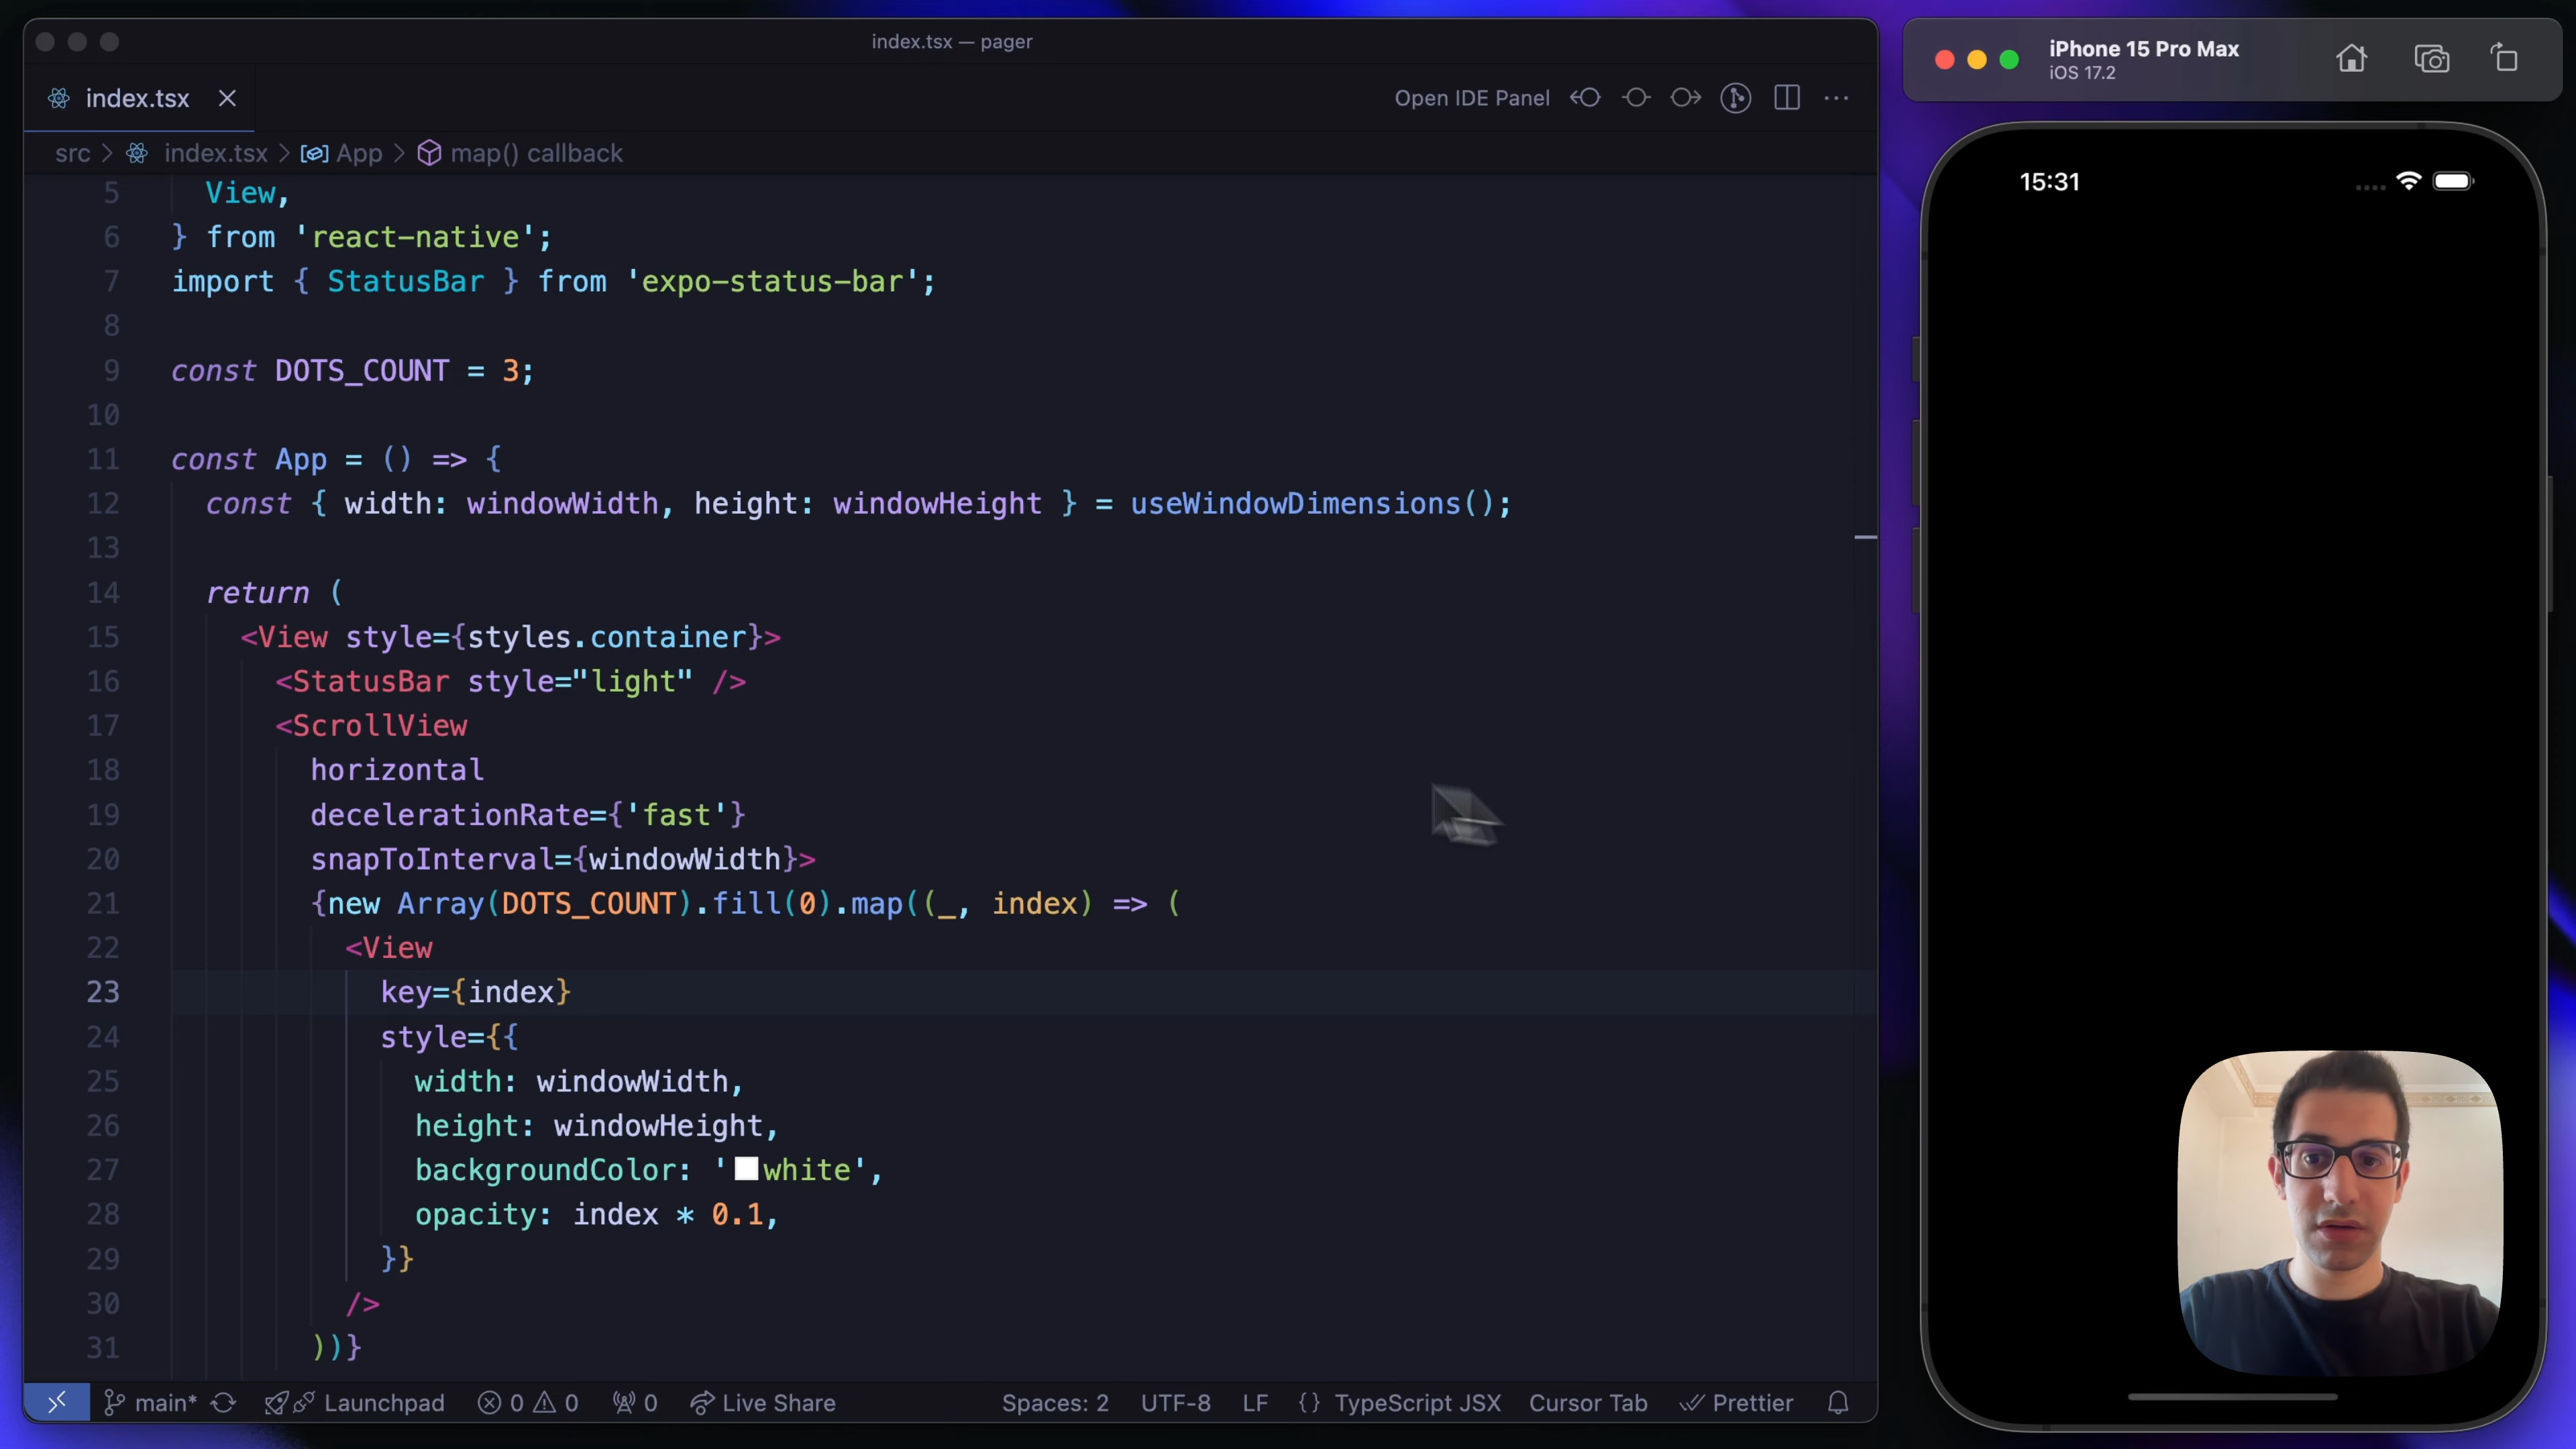 index.tsx — pager
index.tsx
Open IDE Panel
src > index.tsx > App > map() callback
5 View,
6 } from 'react-native';
7 import { StatusBar } from 'expo-status-bar';
8
9 const DOTS_COUNT = 3;
10
11 const App = () => {
12 const { width: windowWidth, height: windowHeight } = useWindowDimensions();
13
14 return (
15 <View style={styles.container}>
16 <StatusBar style="light" />
17 <ScrollView
18 horizontal
19 decelerationRate={'fast'}
20 snapToInterval={windowWidth}>
21 {new Array(DOTS_COUNT).fill(0).map((_, index) => (
22 <View
23 key={index}
24 style={{
25 width: windowWidth,
26 height: windowHeight,
27 backgroundColor: 'white',
28 opacity: index * 0.1,
29 }}
30 />
31 ))}
main* Launchpad 0 0 0 Live Share Spaces: 2 UTF-8 LF {} TypeScript JSX Cursor Tab Prettier
iPhone 15 Pro Max
iOS 17.2
15:31